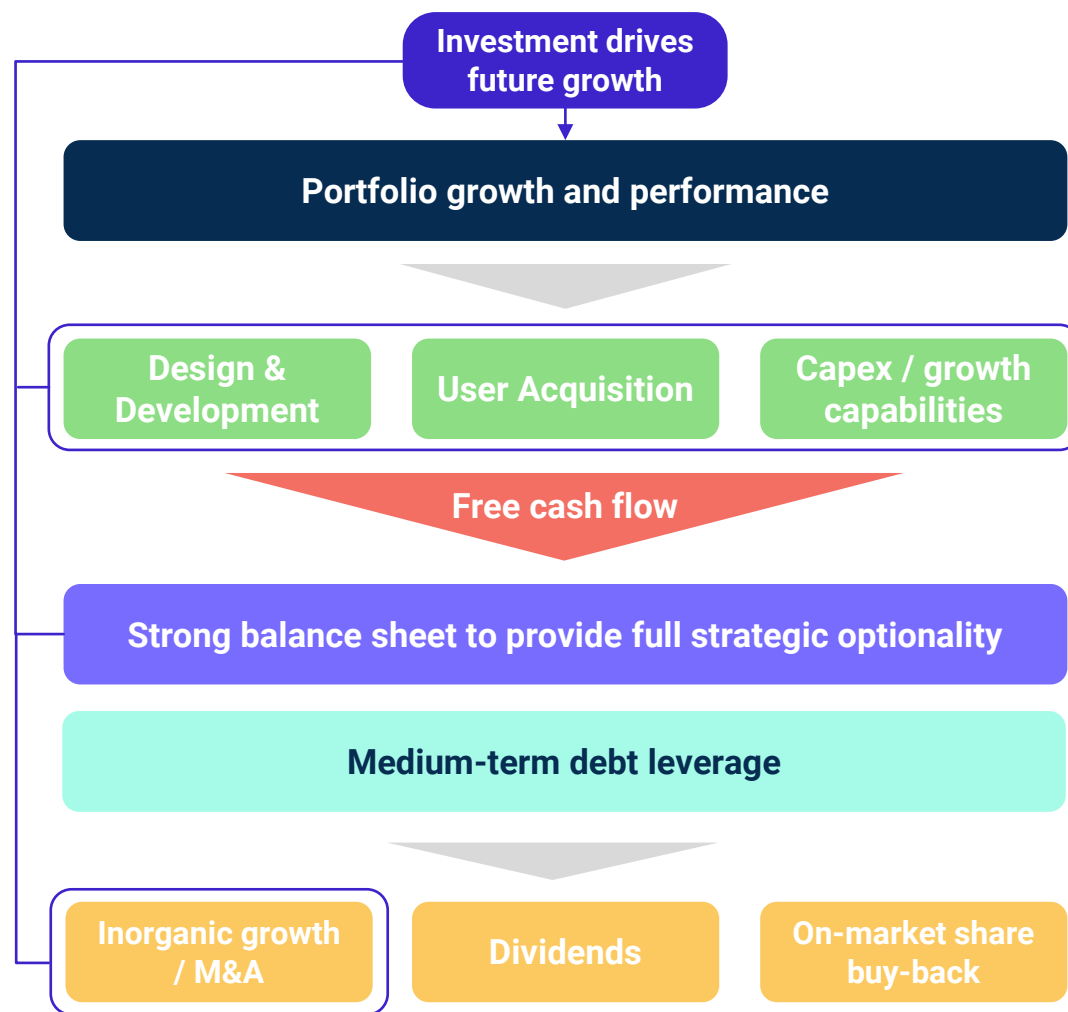 Investment drives
future growth
Portfolio growth and performance
Design &
Development
User Acquisition
Capex / growth
capabilities
Free cash flow
Strong balance sheet to provide full strategic optionality
Medium-term debt leverage
Inorganic growth
/ M&A
Dividends
On-market share
buy-back